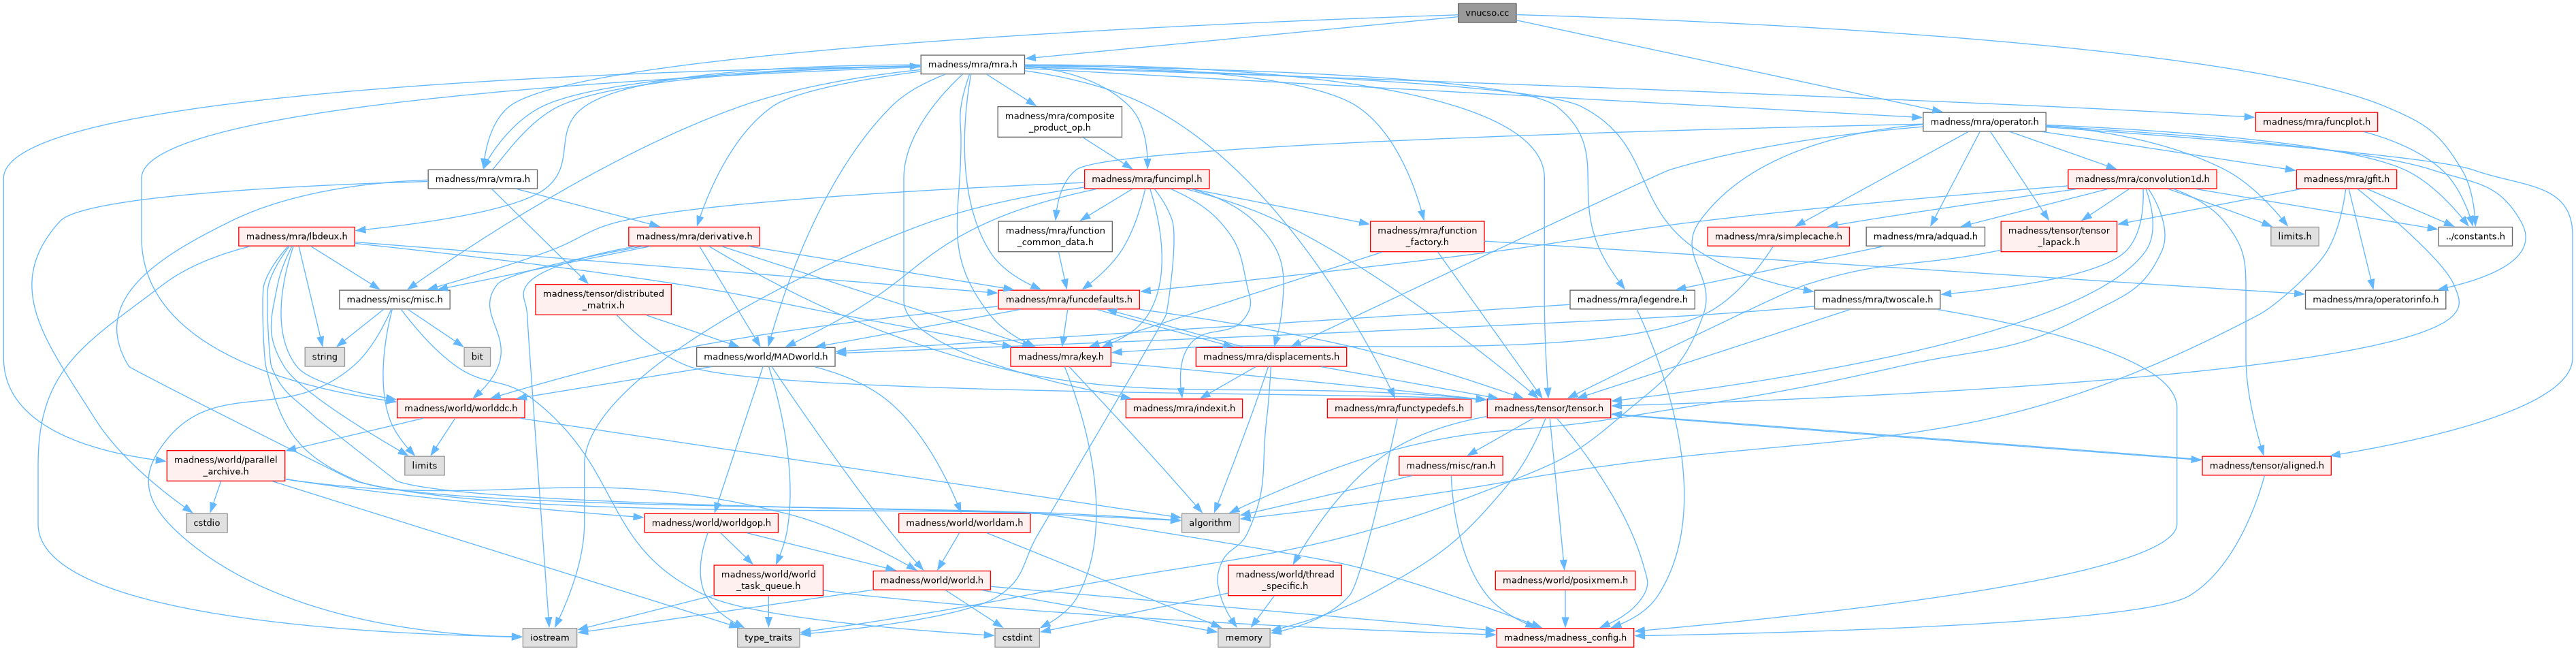 vnucso.cc
madness/mra/mra.h
madness/mra/composite
_product_op.h
madness/mra/operator.h
madness/mra/funcplot.h
madness/mra/vmra.h
madness/mra/funcimpl.h
madness/mra/convolution1d.h
madness/mra/gfit.h
madness/mra/lbdeux.h
madness/mra/derivative.h
madness/mra/function
_common_data.h
madness/mra/function
_factory.h
madness/mra/simplecache.h
madness/mra/adquad.h
madness/tensor/tensor
_lapack.h
limits.h
../constants.h
madness/misc/misc.h
madness/tensor/distributed
_matrix.h
madness/mra/funcdefaults.h
madness/mra/legendre.h
madness/mra/twoscale.h
madness/mra/operatorinfo.h
string
bit
madness/world/MADworld.h
madness/mra/key.h
madness/mra/displacements.h
madness/world/worlddc.h
madness/mra/indexit.h
madness/mra/functypedefs.h
madness/tensor/tensor.h
madness/world/parallel
_archive.h
limits
madness/misc/ran.h
madness/tensor/aligned.h
cstdio
madness/world/worldgop.h
madness/world/worldam.h
algorithm
madness/world/world
_task_queue.h
madness/world/world.h
madness/world/thread
_specific.h
madness/world/posixmem.h
iostream
type_traits
cstdint
memory
madness/madness_config.h